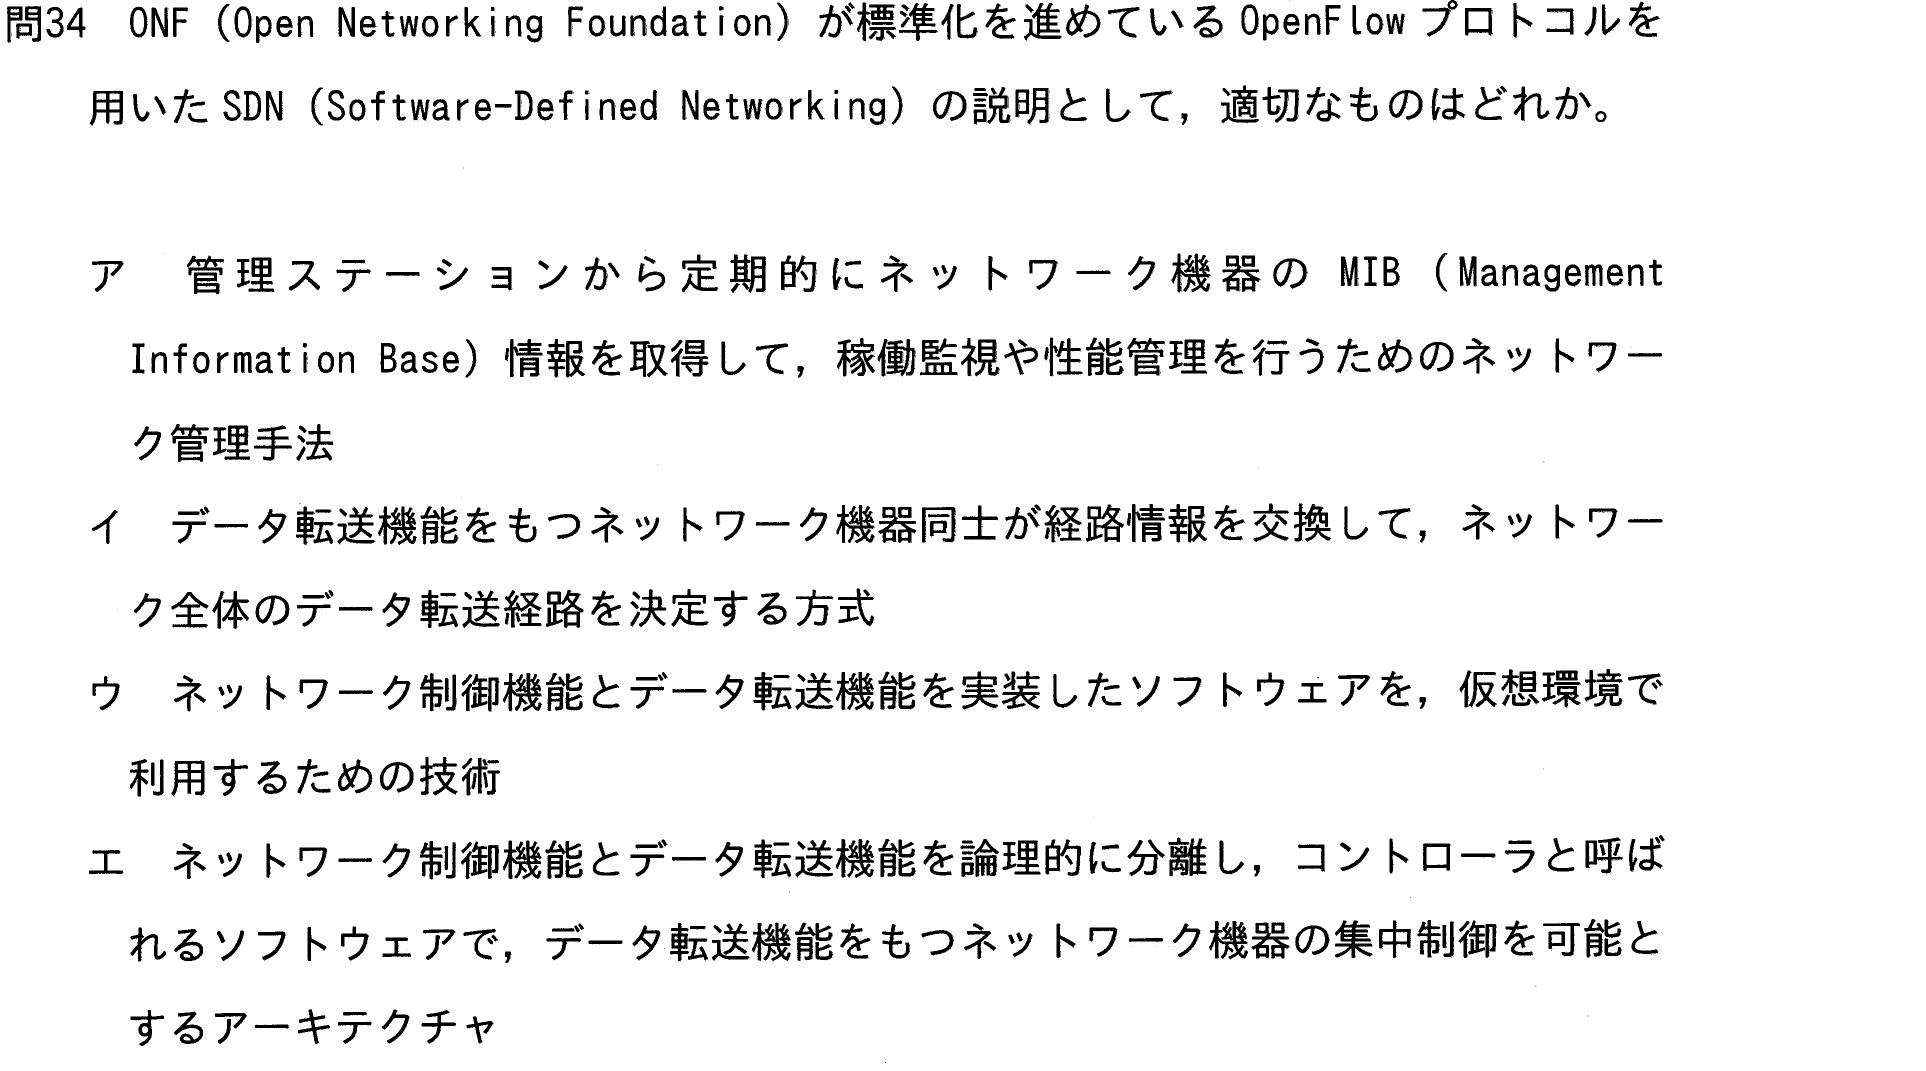 問34　ONF（Open Networking Foundation）が標準化を進めているOpenFlowプロトコルを
用いたSDN（Software-Defined Networking）の説明として，適切なものはどれか。
ア　管理ステーションから定期的にネットワーク機器のMIB（Management
Information Base）情報を取得して，稼働監視や性能管理を行うためのネットワー
ク管理手法
イ　データ転送機能をもつネットワーク機器同士が経路情報を交換して，ネットワー
ク全体のデータ転送経路を決定する方式
ウ　ネットワーク制御機能とデータ転送機能を実装したソフトウェアを，仮想環境で
利用するための技術
エ　ネットワーク制御機能とデータ転送機能を論理的に分離し，コントローラと呼ば
れるソフトウェアで，データ転送機能をもつネットワーク機器の集中制御を可能と
するアーキテクチャ